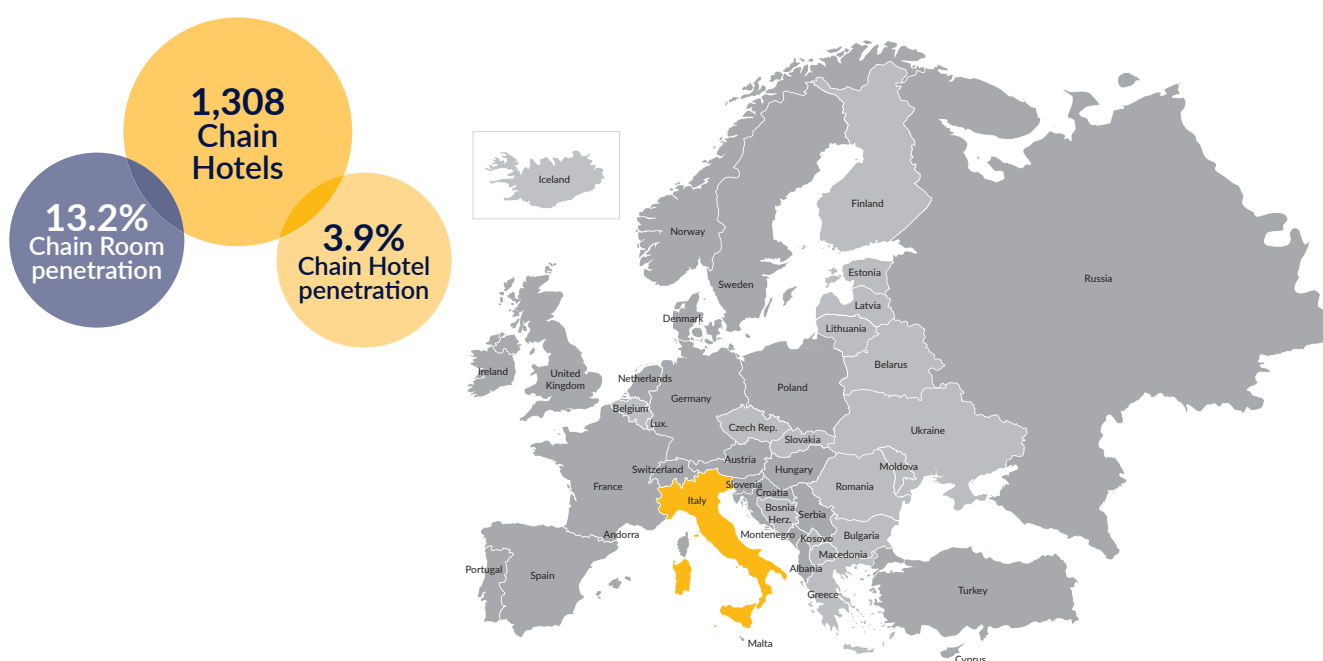 1,308
Chain
Hotels
13.2%
Chain Room
penetration
3.9%
Chain Hotel
penetration
Iceland
Finland
Norway
Russia
Estonia
Sweden
Latvia
Denmark
Lithuania
Belarus
Ireland
United
Kingdom
Netherlands
Poland
Germany
Belgium
Lux.
Czech Rep.
Ukraine
Slovakia
Austria
Switzerland
Hungary
Moldova
France
Slovenia
Romania
Croatia
Italy
Bosnia
Herz.
Serbia
Andorra
Montenegro
Kosovo
Bulgaria
Macedonia
Portugal
Spain
Albania
Greece
Turkey
Malta
Cyprus